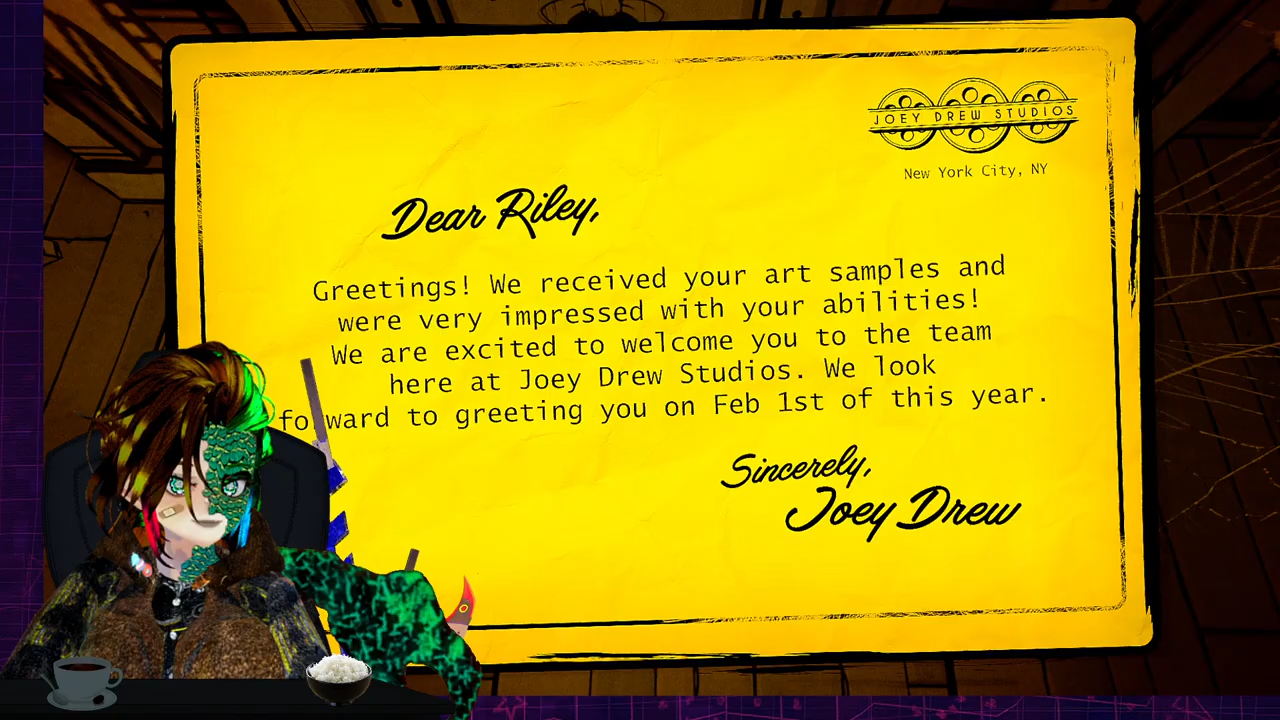 JOEY DREW STUDIOS
New York City, NY
Dear Riley,
Greetings! We received your art samples and
were very impressed with your abilities!
We are excited to welcome you to the team
here at Joey Drew Studios. We look
forward to greeting you on Feb 1st of this year.
Sincerely,
Joey Drew